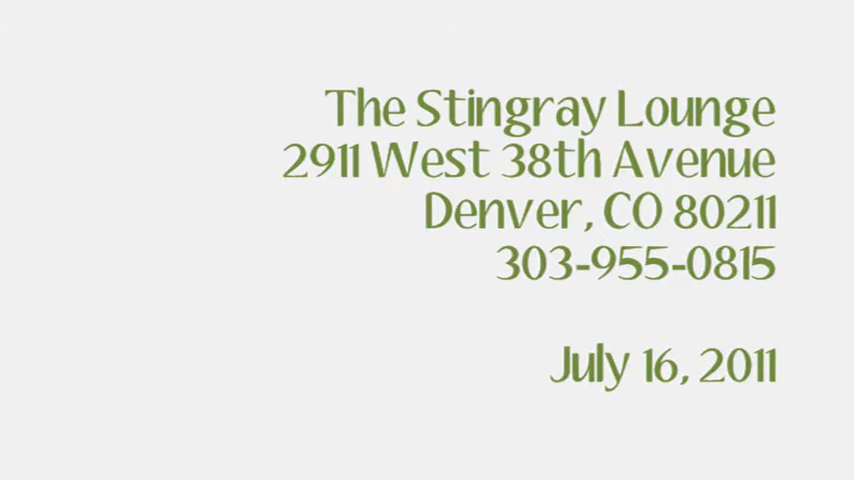 The Stingray Lounge
2911 West 38th Avenue
Denver, CO 80211
303-955-0815
July 16, 2011